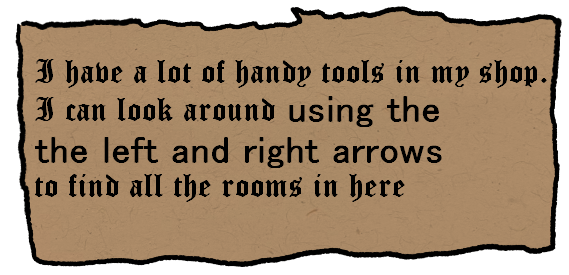 I have a lot of handy tools in my shop.
I can look around using the
the left and right arrows
to find all the rooms in here